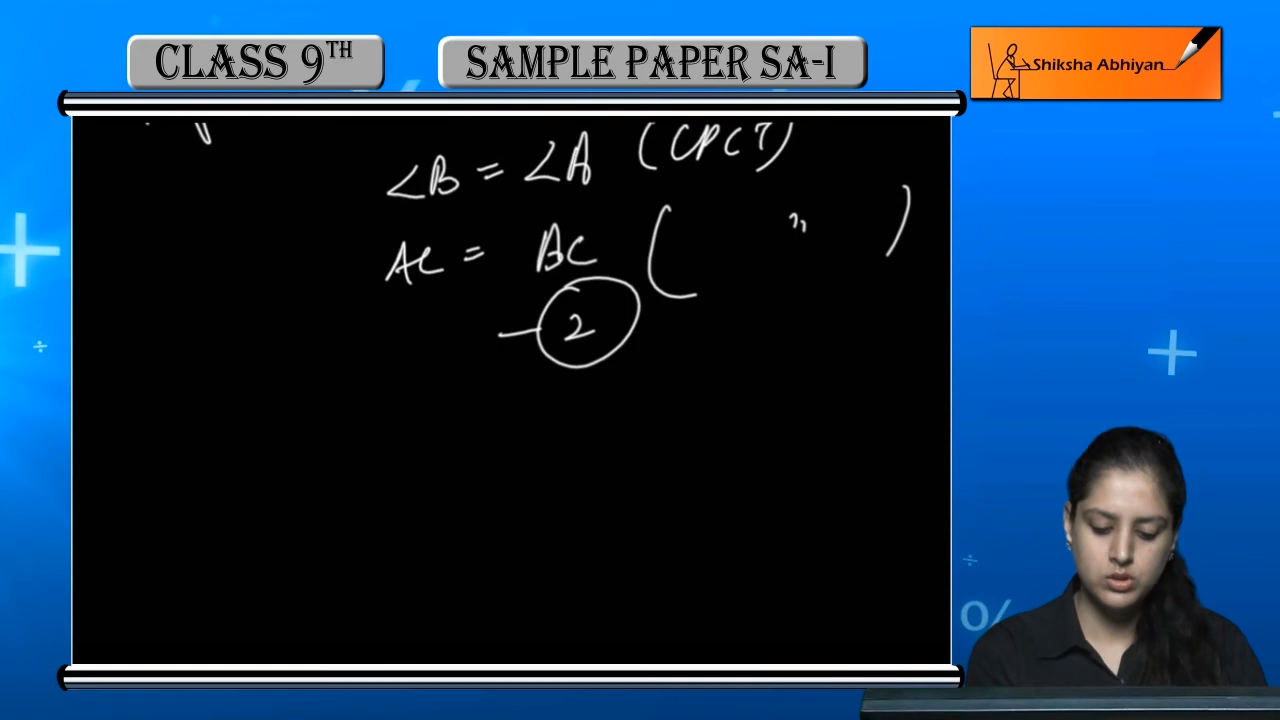 CLASS 9TH
SAMPLE PAPER SA-I
Shiksha Abhiyan
∠B = ∠A (CPCT)
AC = BC ( " )
— 2